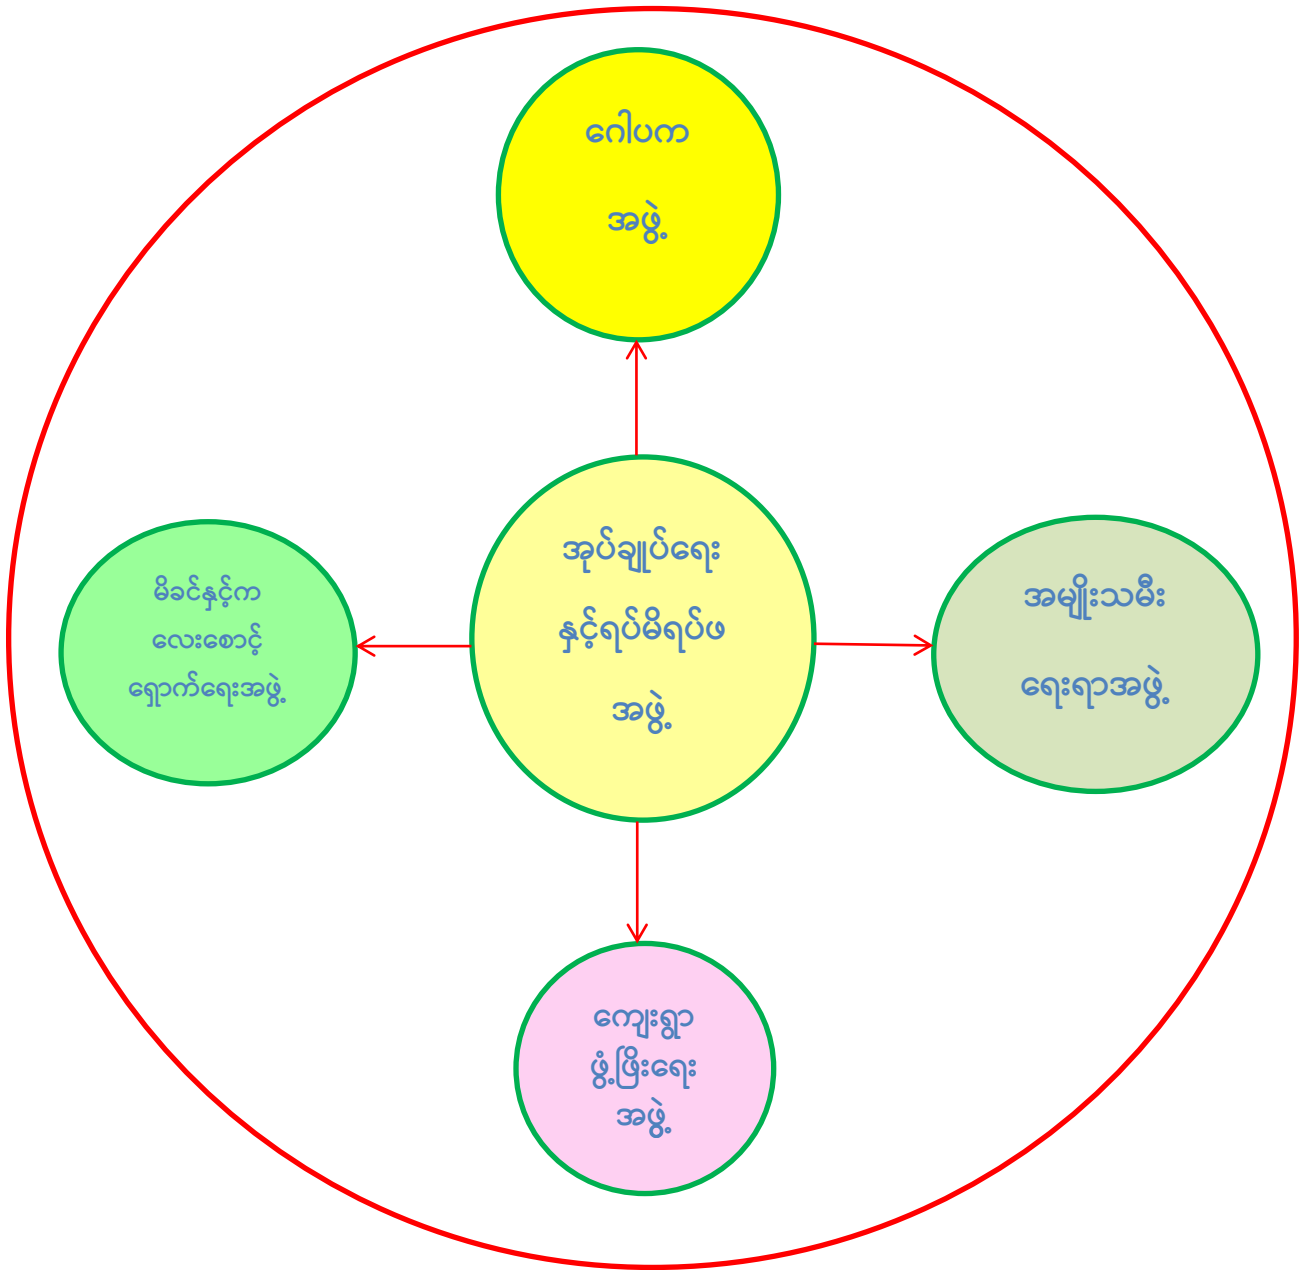 ဂေါပက
အဖွဲ့
အုပ်ချုပ်ရေး
နှင့်ရပ်မိရပ်ဖ
အဖွဲ့
မိခင်နှင့်က
လေးစောင့်
ရှောက်ရေးအဖွဲ့
အမျိုးသမီး
ရေးရာအဖွဲ့
ကျေးရွာ
ဖွံ့ဖြိုးရေး
အဖွဲ့